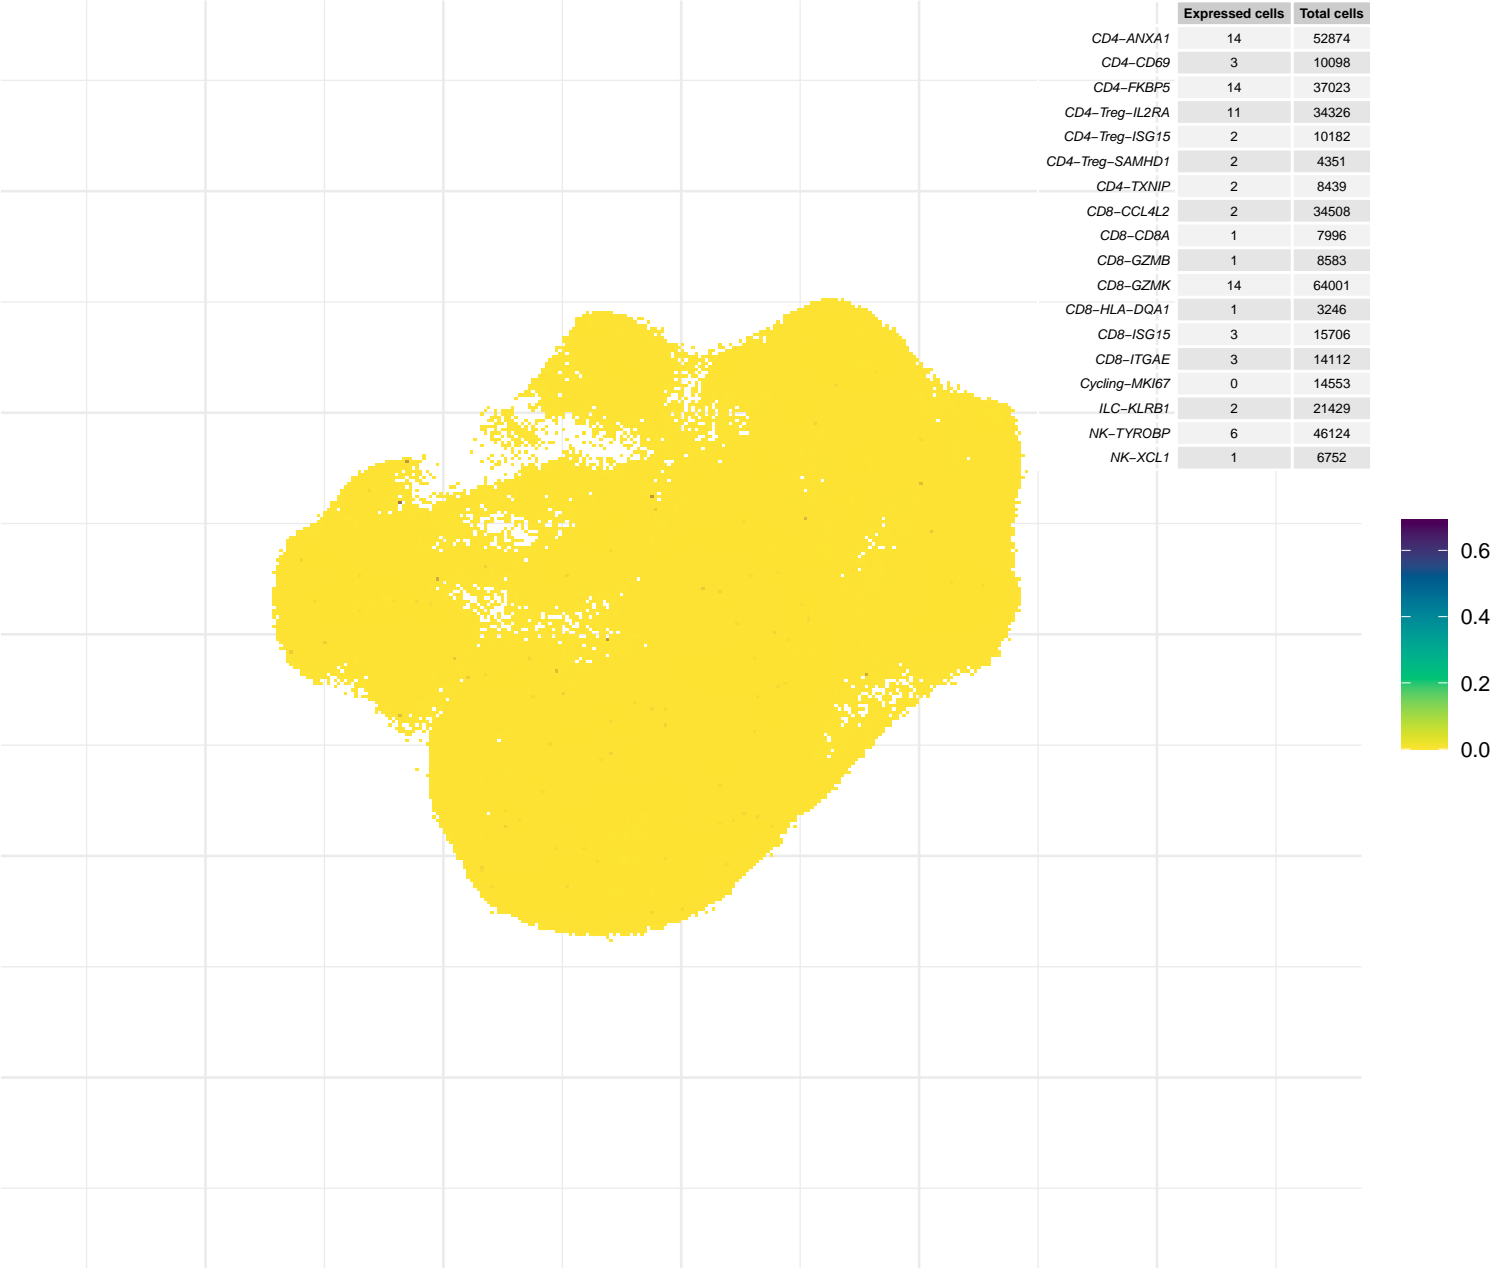 Expressed cells Total cells
CD4−ANXA1 14 52874
CD4−CD69 3 10098
CD4−FKBP5 14 37023
CD4−Treg−IL2RA 11 34326
CD4−Treg−ISG15 2 10182
CD4−Treg−SAMHD1 2 4351
CD4−TXNIP 2 8439
CD8−CCL4L2 2 34508
CD8−CD8A 1 7996
CD8−GZMB 1 8583
CD8−GZMK 14 64001
CD8−HLA−DQA1 1 3246
CD8−ISG15 3 15706
CD8−ITGAE 3 14112
Cycling−MKI67 0 14553
ILC−KLRB1 2 21429
NK−TYROBP 6 46124
NK−XCL1 1 6752
0.6
0.4
0.2
0.0